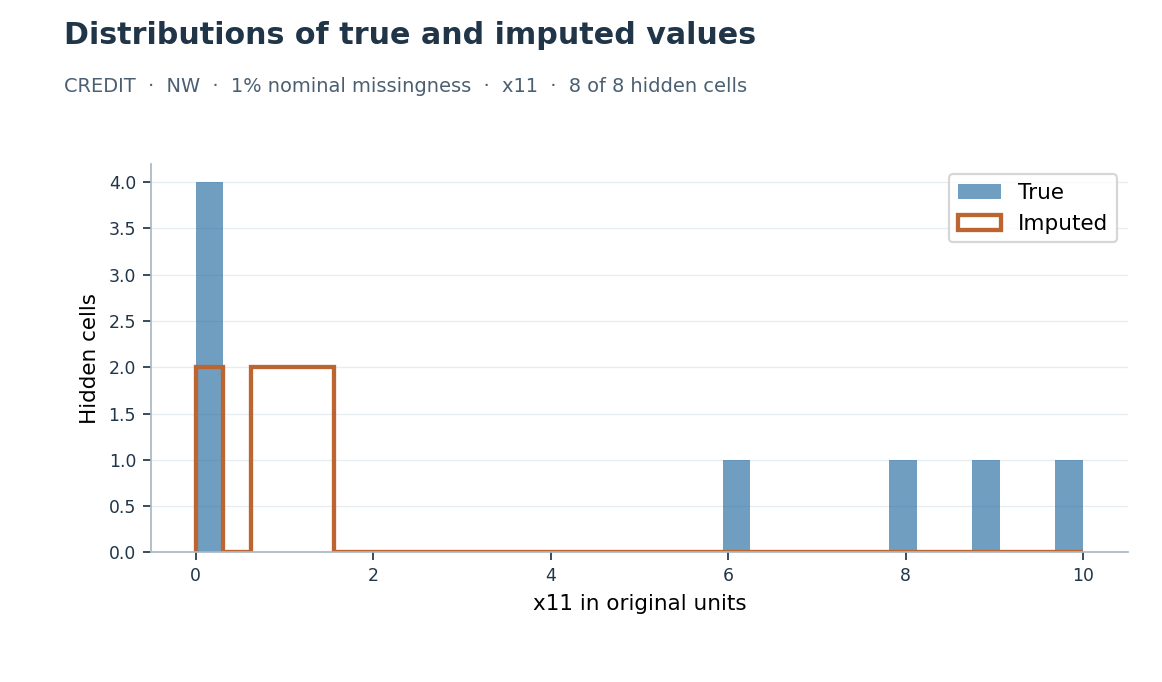 Distributions of true and imputed values
CREDIT · NW · 1% nominal missingness · x11 · 8 of 8 hidden cells
4.0
3.5
3.0
2.5
2.0
1.5
1.0
0.5
0.0
Hidden cells
True
Imputed
0 2 4 6 8 10
x11 in original units